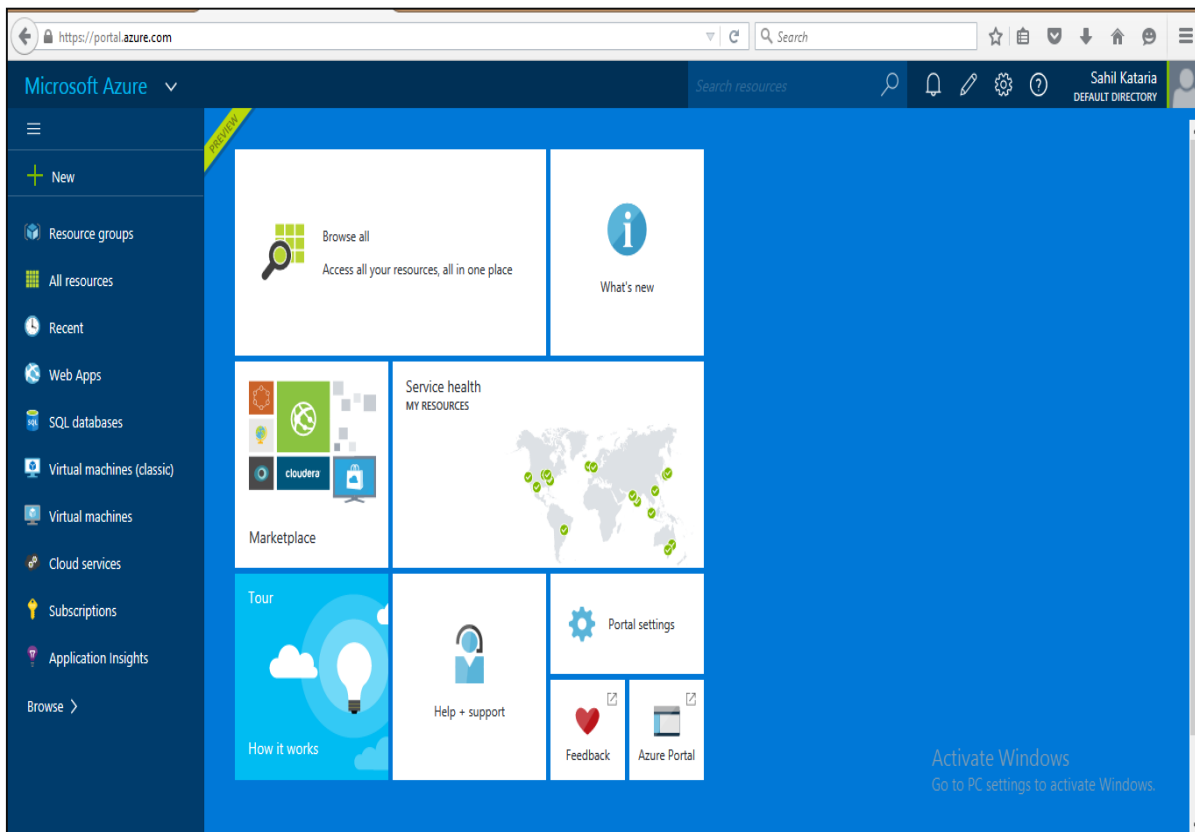 https://portal.azure.com
Search
Microsoft Azure
Search resources
Sahil Kataria
DEFAULT DIRECTORY
PREVIEW
New
Resource groups
All resources
Recent
Web Apps
SQL
SQL databases
Virtual machines (classic)
Virtual machines
Cloud services
Subscriptions
Application Insights
Browse
Browse all
Access all your resources, all in one place
What's new
cloudera
Marketplace
Service health
MY RESOURCES
Tour
How it works
Help + support
Portal settings
Feedback
Azure Portal
Activate Windows
Go to PC settings to activate Windows.